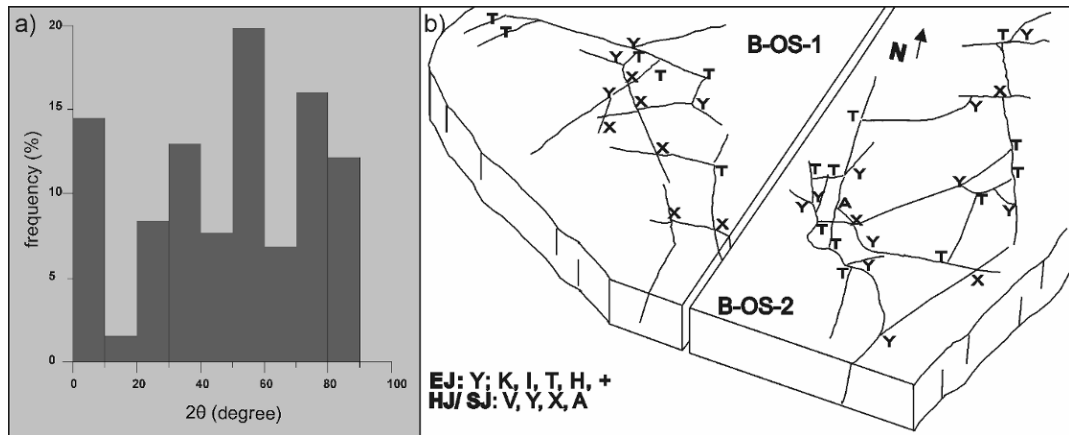 a)
20
15
10
5
0
frequency (%)
0 20 40 60 80 100
2θ (degree)
b)
B-OS-1
N
T
T
Y
Y T
X
T
T
Y
X
Y
X
X
T
X
X
T Y
X
Y
T
T
T
T T
Y
Y
Y
Y
T
A
X
T
T
Y
T
Y
T
X
Y
B-OS-2
EJ: Y; K, I, T, H, +
HJ/ SJ: V, Y, X, A